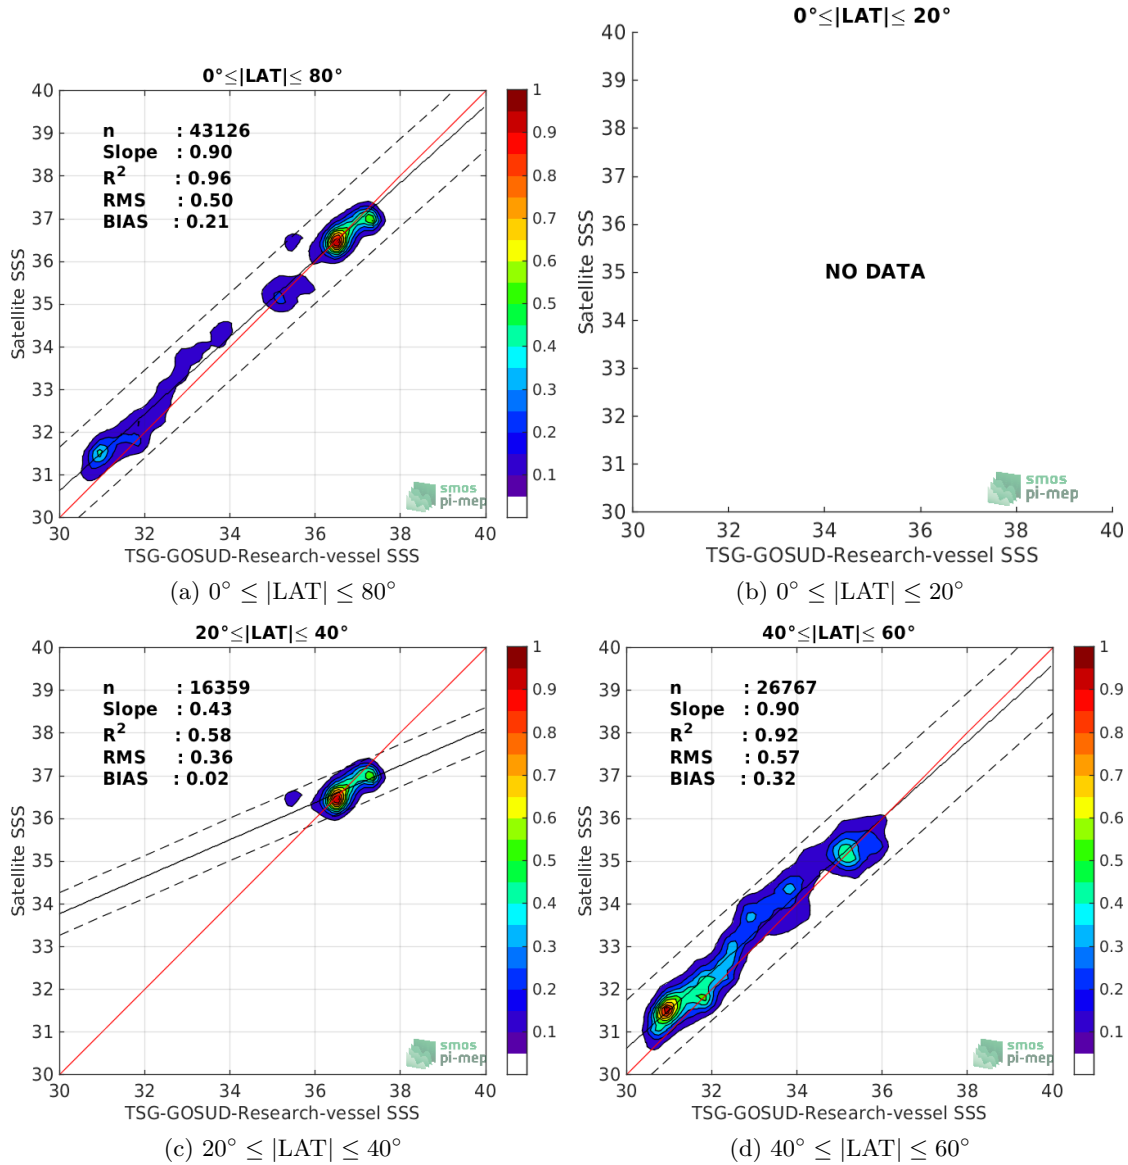 0°≤|LAT|≤ 80°
n : 43126
Slope : 0.90
R² : 0.96
RMS : 0.50
BIAS : 0.21
40
39
38
37
36
35
34
33
32
31
30
Satellite SSS
30 32 34 36 38 40
TSG-GOSUD-Research-vessel SSS
1
0.9
0.8
0.7
0.6
0.5
0.4
0.3
0.2
0.1
smos
pi-mep
(a) 0° ≤ |LAT| ≤ 80°
0°≤|LAT|≤ 20°
40
39
38
37
36
35
34
33
32
31
30
Satellite SSS
NO DATA
smos
pi-mep
30 32 34 36 38 40
TSG-GOSUD-Research-vessel SSS
(b) 0° ≤ |LAT| ≤ 20°
20°≤|LAT|≤ 40°
n : 16359
Slope : 0.43
R² : 0.58
RMS : 0.36
BIAS : 0.02
40
39
38
37
36
35
34
33
32
31
30
Satellite SSS
30 32 34 36 38 40
TSG-GOSUD-Research-vessel SSS
1
0.9
0.8
0.7
0.6
0.5
0.4
0.3
0.2
0.1
smos
pi-mep
(c) 20° ≤ |LAT| ≤ 40°
40°≤|LAT|≤ 60°
n : 26767
Slope : 0.90
R² : 0.92
RMS : 0.57
BIAS : 0.32
40
39
38
37
36
35
34
33
32
31
30
Satellite SSS
30 32 34 36 38 40
TSG-GOSUD-Research-vessel SSS
1
0.9
0.8
0.7
0.6
0.5
0.4
0.3
0.2
0.1
smos
pi-mep
(d) 40° ≤ |LAT| ≤ 60°